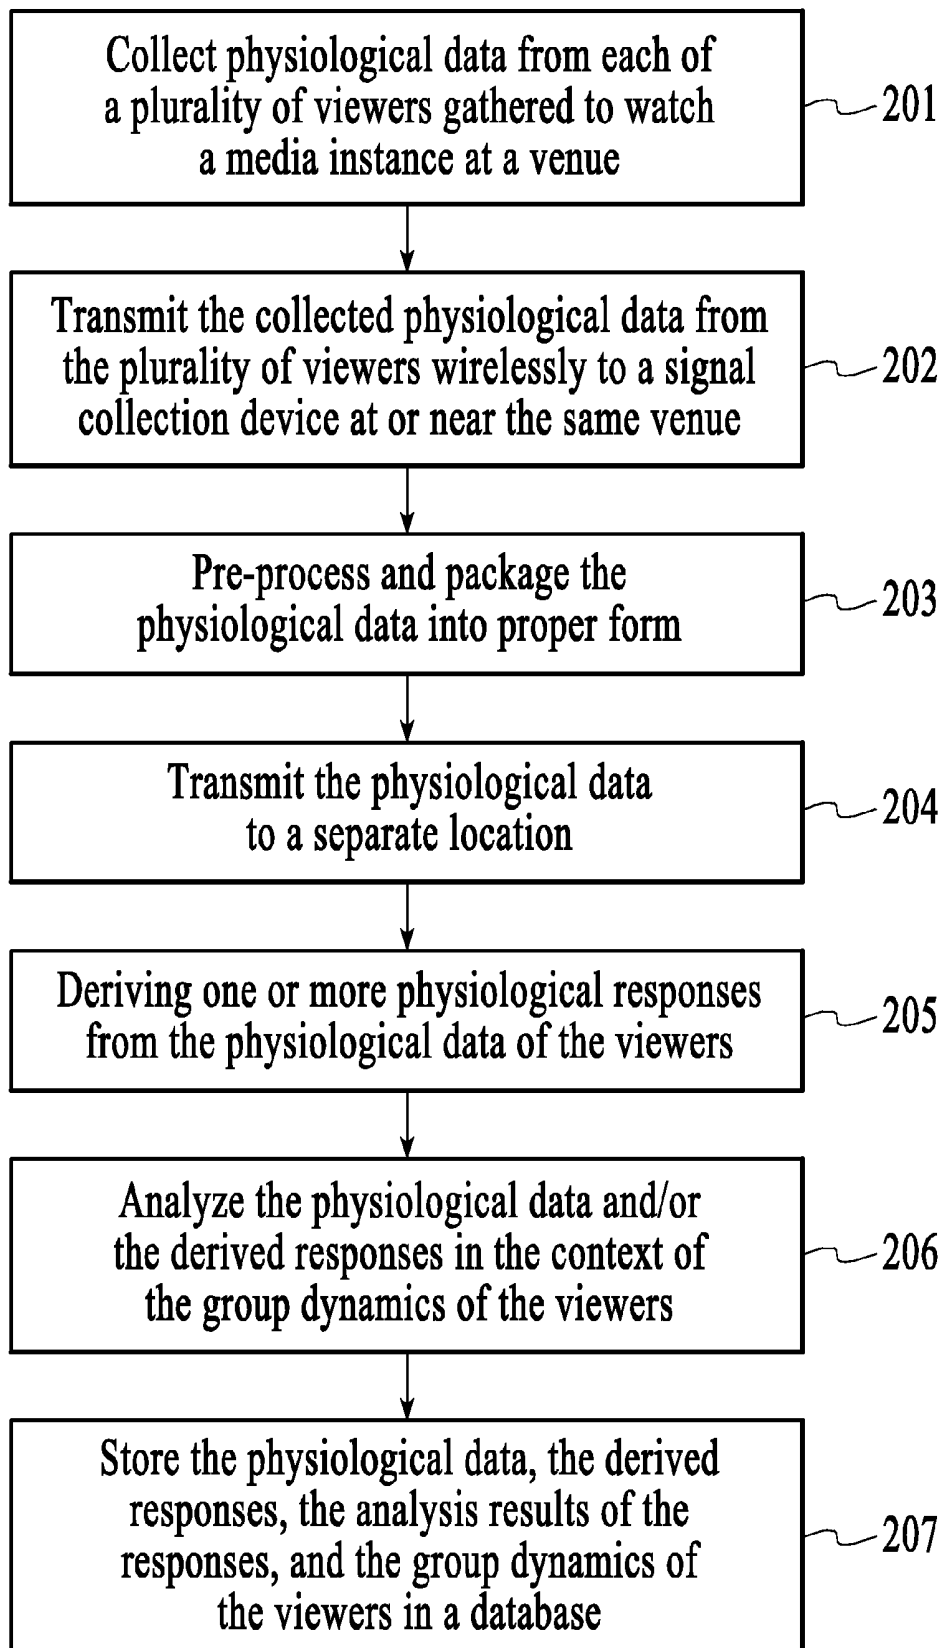 Collect physiological data from each of
a plurality of viewers gathered to watch
a media instance at a venue
201
Transmit the collected physiological data from
the plurality of viewers wirelessly to a signal
collection device at or near the same venue
202
Pre-process and package the
physiological data into proper form
203
Transmit the physiological data
to a separate location
204
Deriving one or more physiological responses
from the physiological data of the viewers
205
Analyze the physiological data and/or
the derived responses in the context of
the group dynamics of the viewers
206
Store the physiological data, the derived
responses, the analysis results of the
responses, and the group dynamics of
the viewers in a database
207